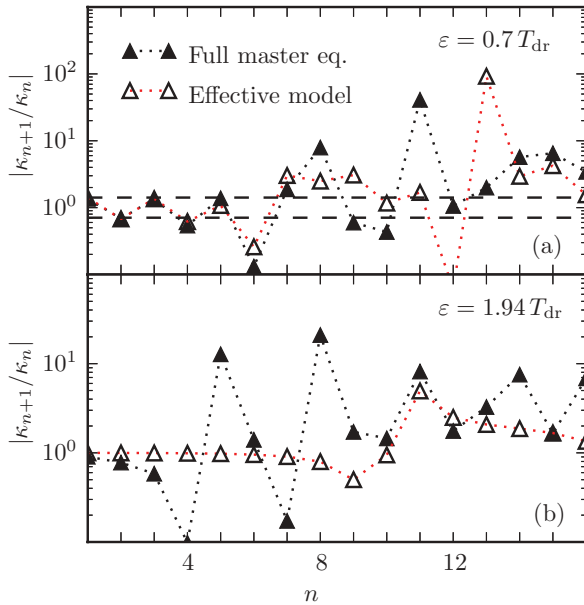 ε = 0.7 T_dr
Full master eq.
Effective model
|κ_{n+1}/κ_n|
10^2
10^1
10^0
(a)
ε = 1.94 T_dr
|κ_{n+1}/κ_n|
10^1
10^0
(b)
4 8 12
n